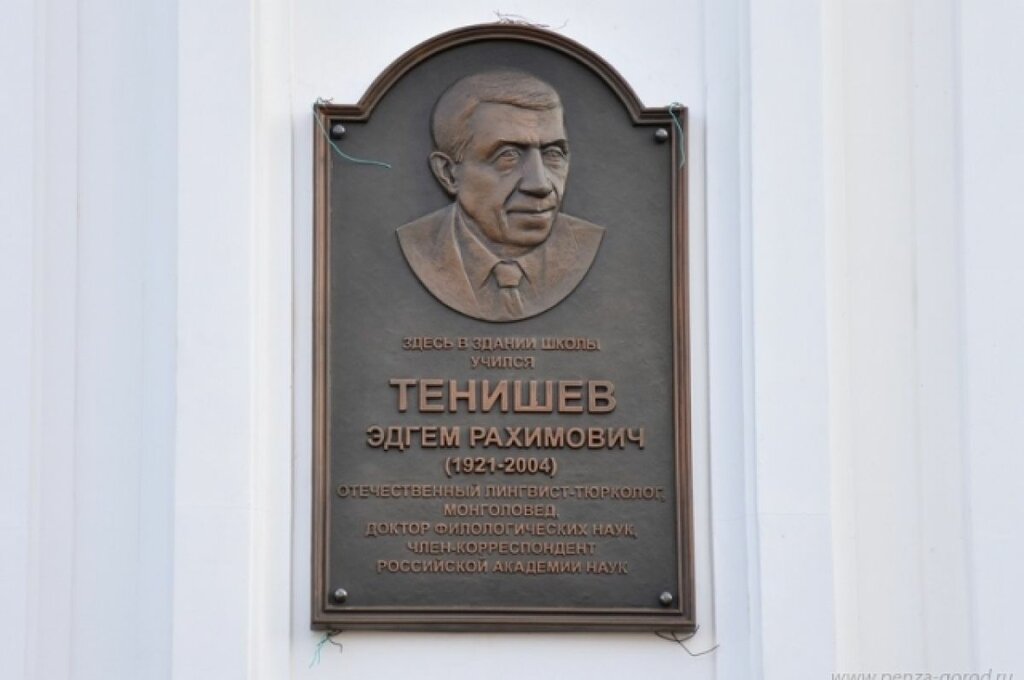 ЗДЕСЬ В ЗДАНИИ ШКОЛЫ
УЧИЛСЯ
ТЕНИШЕВ
ЭДГЕМ РАХИМОВИЧ
(1921-2004)
ОТЕЧЕСТВЕННЫЙ ЛИНГВИСТ-ТЮРКОЛОГ,
МОНГОЛОВЕД,
ДОКТОР ФИЛОЛОГИЧЕСКИХ НАУК,
ЧЛЕН-КОРРЕСПОНДЕНТ
РОССИЙСКОЙ АКАДЕМИИ НАУК
www.penza-gorod.ru